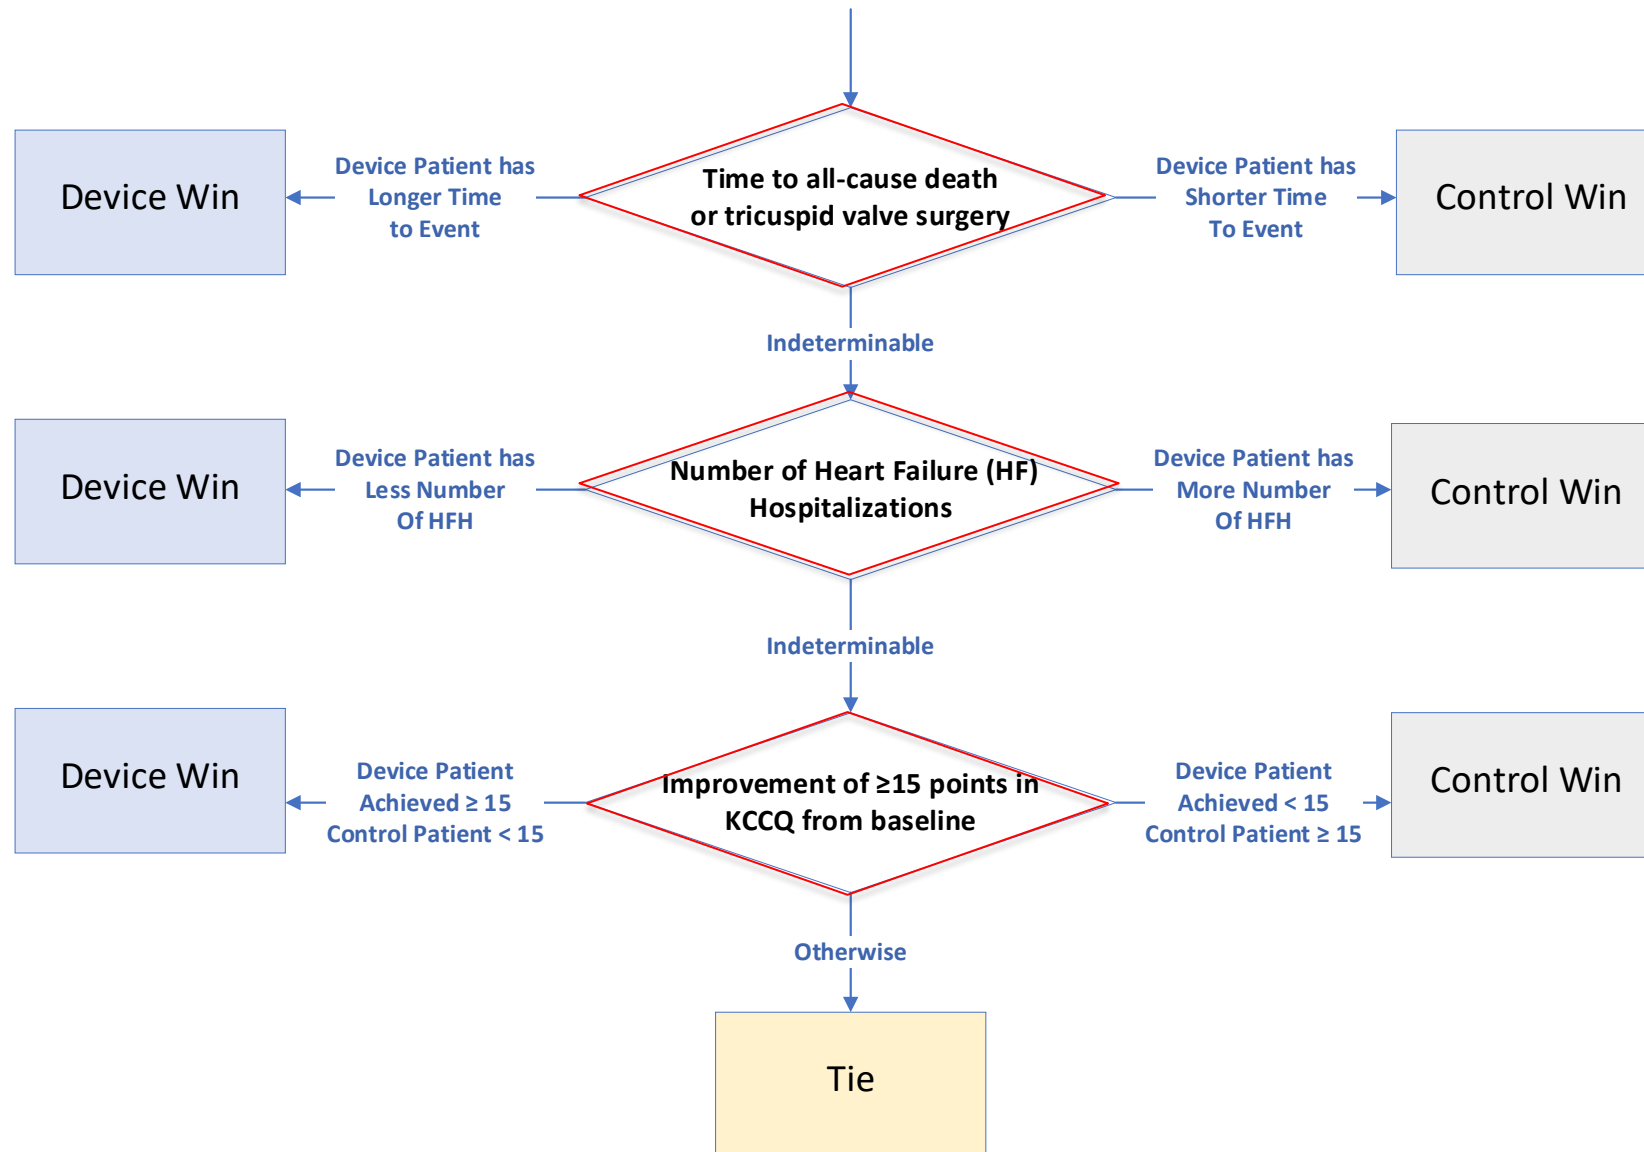 Device Win
Device Patient has
Longer Time
to Event
Time to all-cause death
or tricuspid valve surgery
Device Patient has
Shorter Time
To Event
Control Win
Indeterminable
Device Win
Device Patient has
Less Number
Of HFH
Number of Heart Failure (HF)
Hospitalizations
Device Patient has
More Number
Of HFH
Control Win
Indeterminable
Device Win
Device Patient
Achieved ≥ 15
Control Patient < 15
Improvement of ≥15 points in
KCCQ from baseline
Device Patient
Achieved < 15
Control Patient ≥ 15
Control Win
Otherwise
Tie